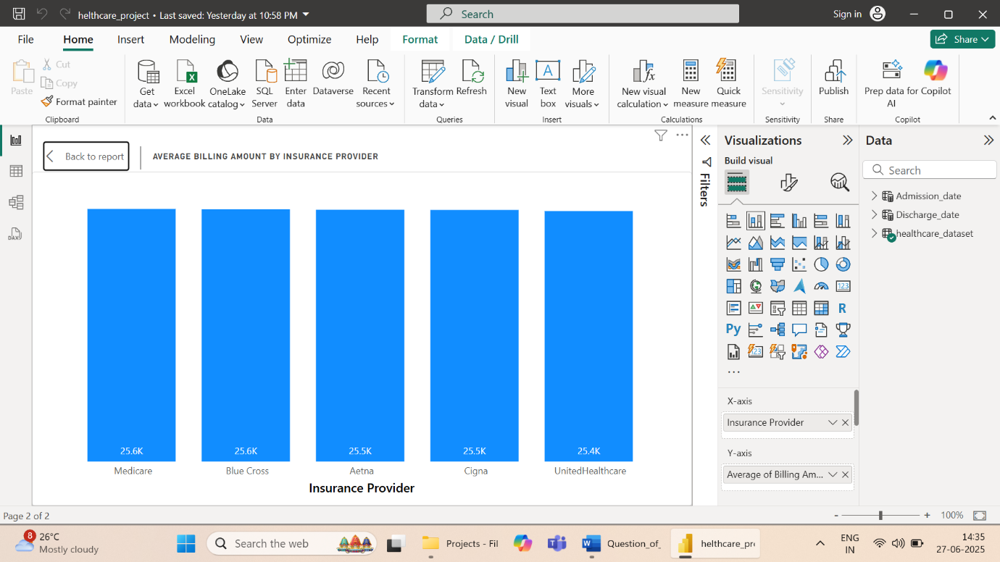 helthcare_project • Last saved: Yesterday at 10:58 PM
Search
Sign in
File Home Insert Modeling View Optimize Help Format Data / Drill
Share
Paste
Cut
Copy
Format painter
Clipboard
Get data
Excel workbook
OneLake catalog
SQL Server
Enter data
Dataverse
Recent sources
Data
Transform data
Refresh
Queries
New visual
Text box
More visuals
Insert
New visual calculation
New measure
Quick measure
Calculations
Sensitivity
Sensitivity
Publish
Share
Prep data for AI
Copilot
Copilot
Back to report
AVERAGE BILLING AMOUNT BY INSURANCE PROVIDER
25.6K 25.6K 25.5K 25.5K 25.4K
Medicare Blue Cross Aetna Cigna UnitedHealthcare
Insurance Provider
Filters
Visualizations
Build visual
123
R
Py
123
X-axis
Insurance Provider
Y-axis
Average of Billing Am...
Data
Search
Admission_date
Discharge_date
healthcare_dataset
DAX
Page 2 of 2
- + 100%
8
26°C
Mostly cloudy
Search the web
Projects - Fil
Question_of_
helthcare_pro
ENG
IN
14:35
27-06-2025